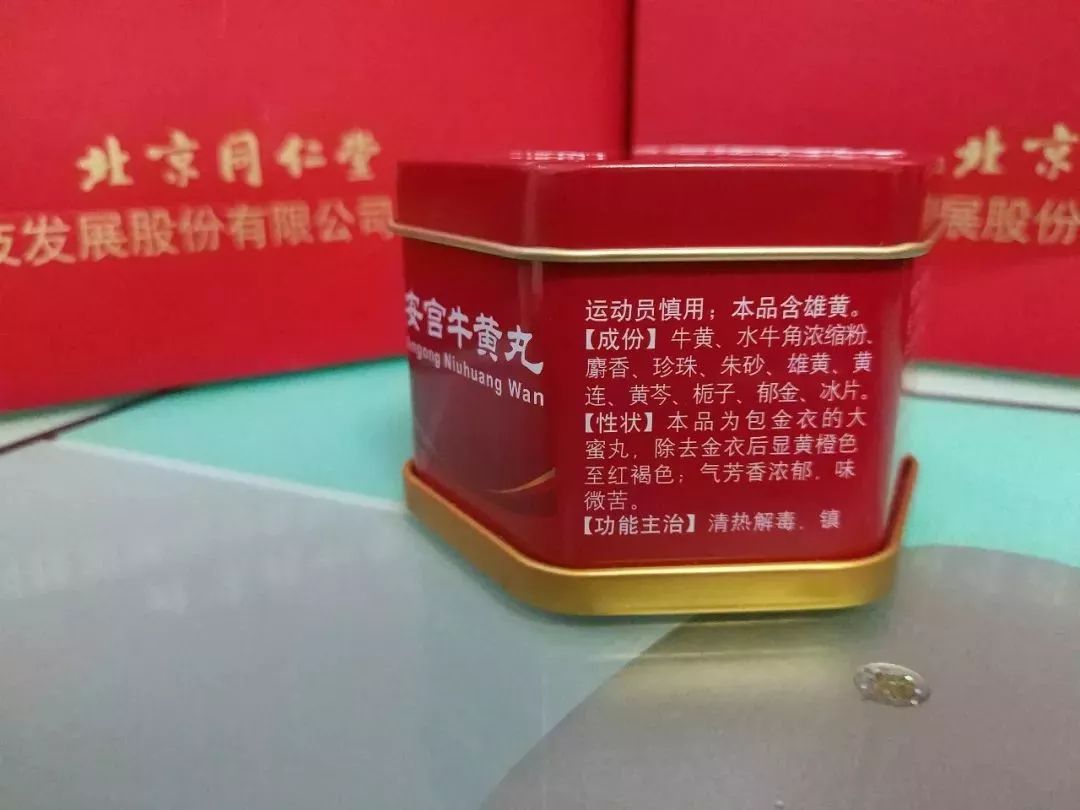 北京同仁堂
发展股份有限公司
北京
展股份
安宫牛黄丸
Niuhuang Wan
运动员慎用；本品含雄黄。
【成份】牛黄、水牛角浓缩粉、
麝香、珍珠、朱砂、雄黄、黄
连、黄芩、栀子、郁金、冰片。
【性状】本品为包金衣的大
蜜丸，除去金衣后显黄橙色
至红褐色；气芳香浓郁，味
微苦。
【功能主治】清热解毒，镇